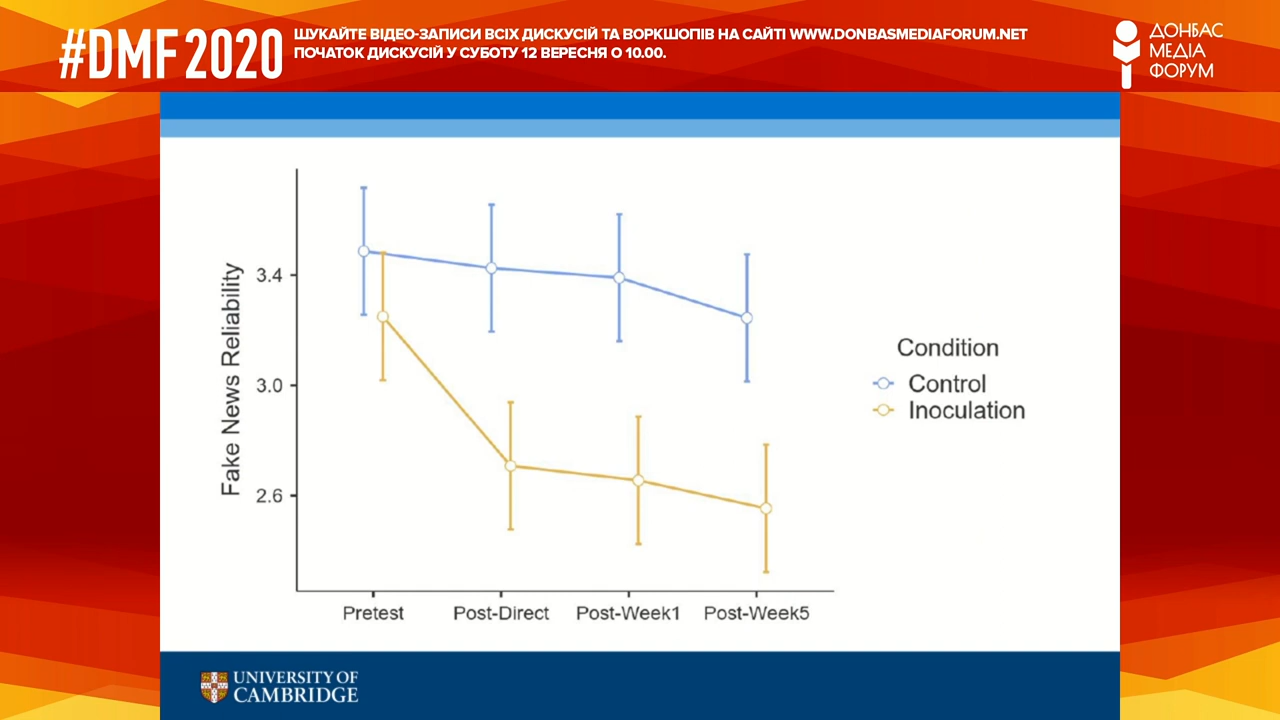 #DMF2020
ШУКАЙТЕ ВІДЕО-ЗАПИСИ ВСІХ ДИСКУСІЙ ТА ВОРКШОПІВ НА САЙТІ WWW.DONBASMEDIAFORUM.NET
ПОЧАТОК ДИСКУСІЙ У СУБОТУ 12 ВЕРЕСНЯ О 10.00.
ДОНБАС
МЕДІА
ФОРУМ
Fake News Reliability
3.4
3.0
2.6
Pretest
Post-Direct
Post-Week1
Post-Week5
Condition
Control
Inoculation
UNIVERSITY OF
CAMBRIDGE